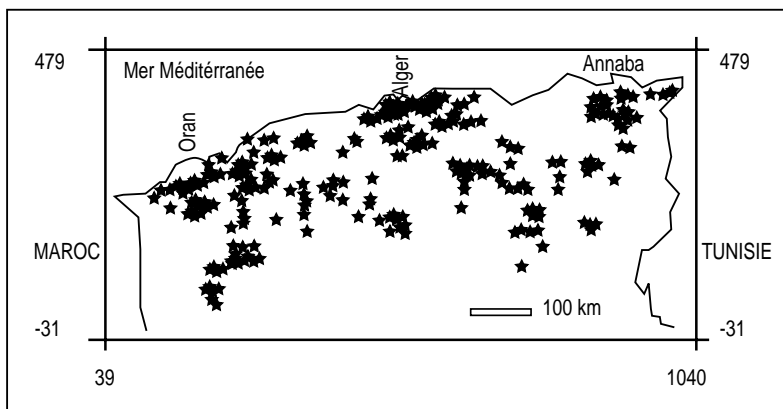 479
Mer Méditérranée
Alger
Annaba
479
Oran
MAROC
TUNISIE
100 km
-31
-31
39
1040